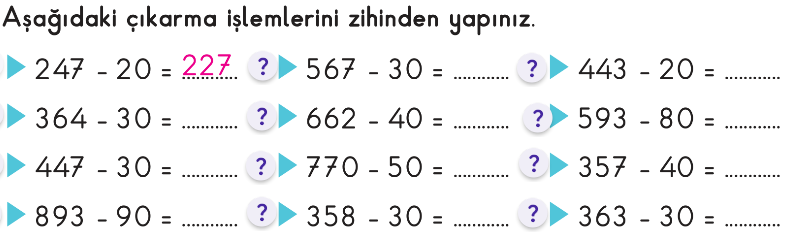 Aşağıdaki çıkarma işlemlerini zihinden yapınız.
247 - 20 = 227 ? 567 - 30 = ............ ? 443 - 20 = ............
364 - 30 = ............ ? 662 - 40 = ............ ? 593 - 80 = ............
447 - 30 = ............ ? 770 - 50 = ............ ? 357 - 40 = ............
893 - 90 = ............ ? 358 - 30 = ............ ? 363 - 30 = ............